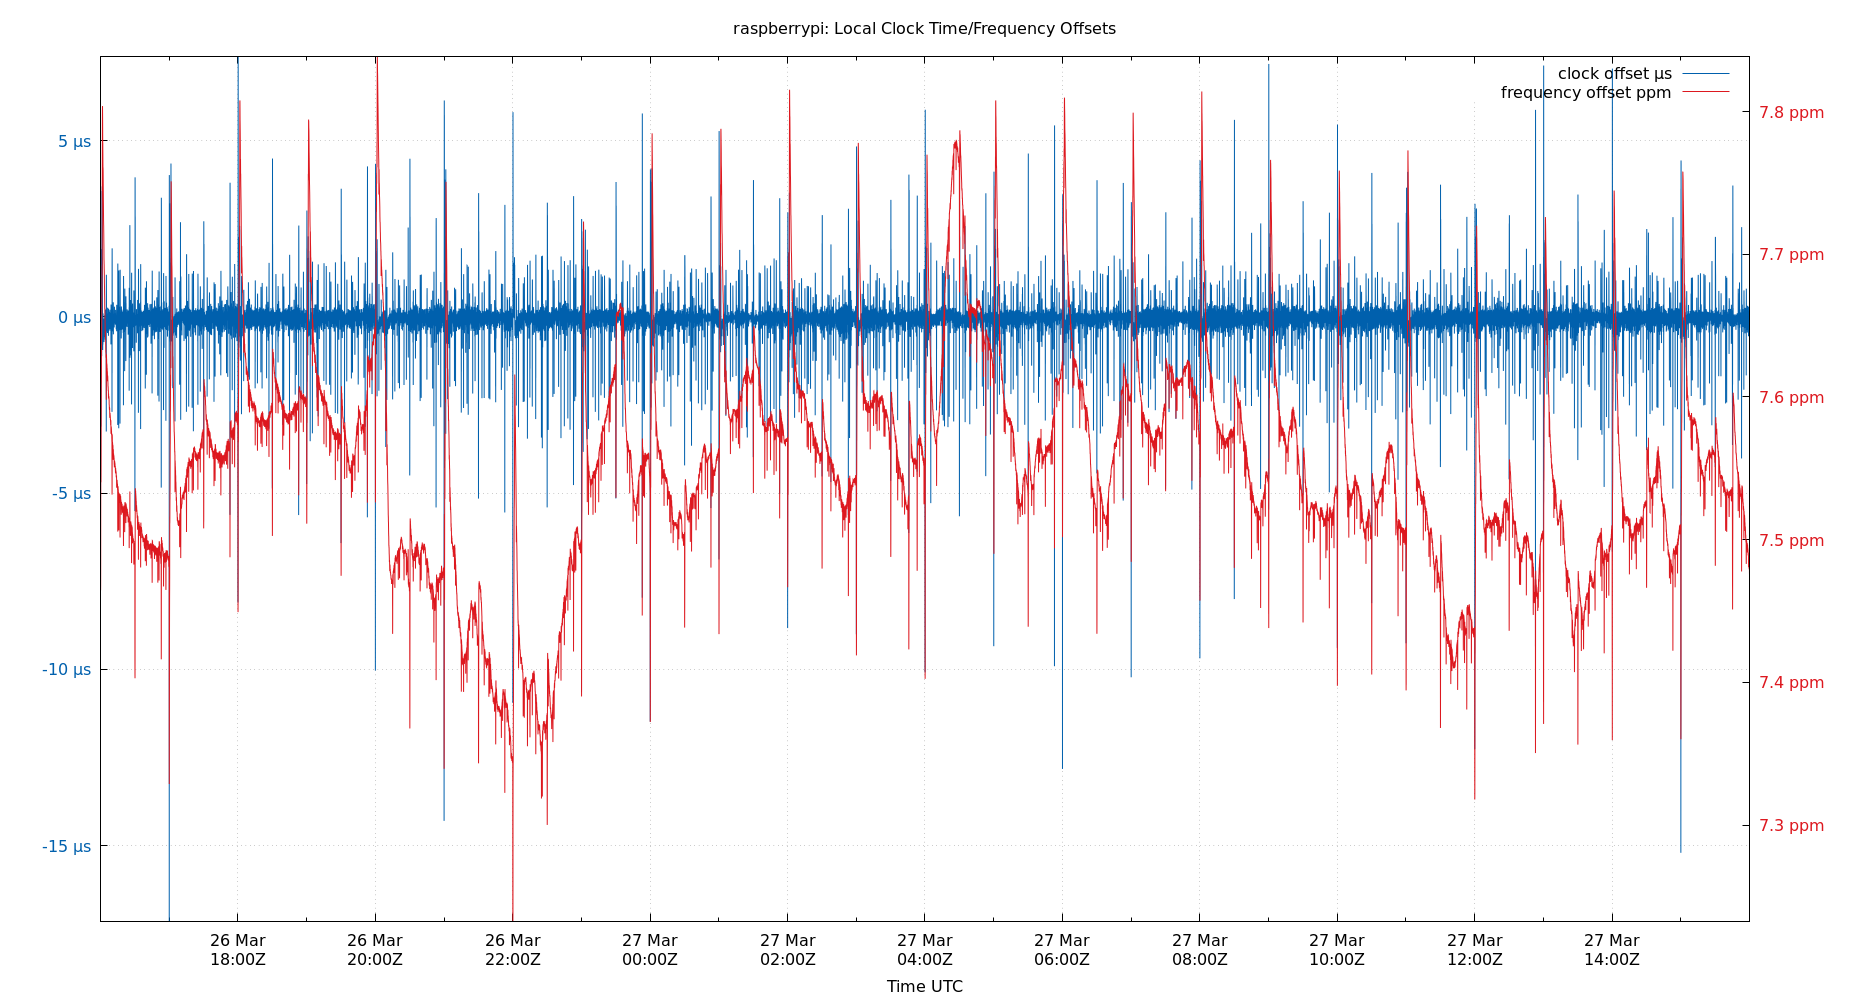 raspberrypi: Local Clock Time/Frequency Offsets
clock offset µs
frequency offset ppm
5 µs
0 µs
-5 µs
-10 µs
-15 µs
7.8 ppm
7.7 ppm
7.6 ppm
7.5 ppm
7.4 ppm
7.3 ppm
26 Mar
18:00Z
26 Mar
20:00Z
26 Mar
22:00Z
27 Mar
00:00Z
27 Mar
02:00Z
27 Mar
04:00Z
27 Mar
06:00Z
27 Mar
08:00Z
27 Mar
10:00Z
27 Mar
12:00Z
27 Mar
14:00Z
Time UTC